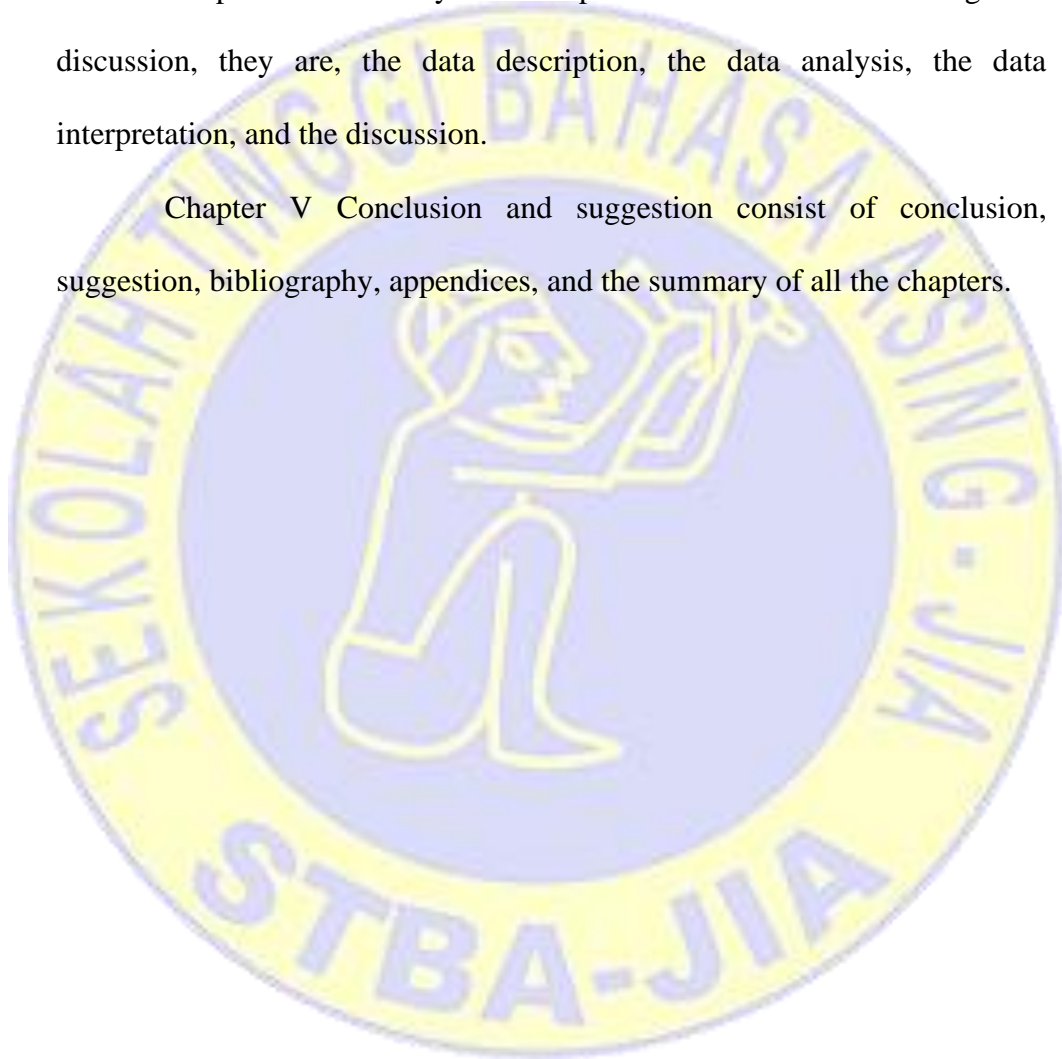 discussion, they are, the data description, the data analysis, the data
interpretation, and the discussion.
Chapter V Conclusion and suggestion consist of conclusion,
suggestion, bibliography, appendices, and the summary of all the chapters.
SEKOLAH TINGGI BAHASA ASING - JIA
STBA-JIA